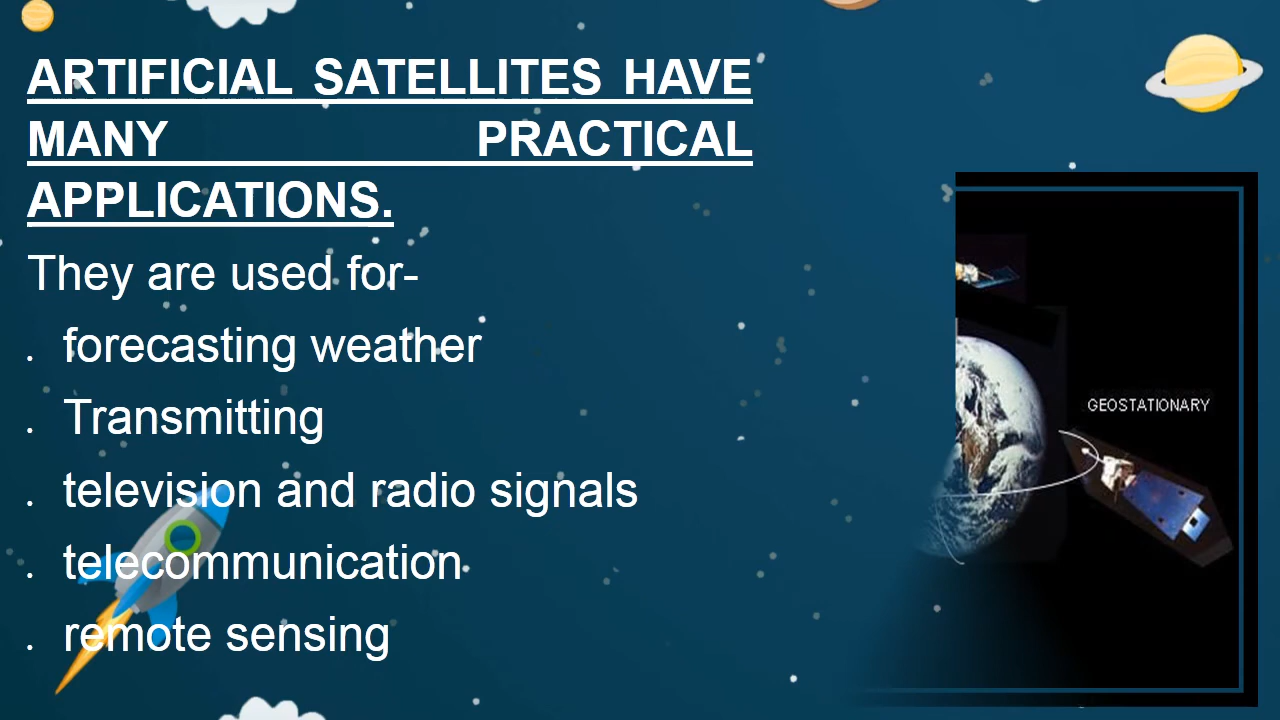 ARTIFICIAL SATELLITES HAVE
MANY PRACTICAL
APPLICATIONS.
They are used for-
. forecasting weather
. Transmitting
. television and radio signals
. telecommunication
. remote sensing
GEOSTATIONARY